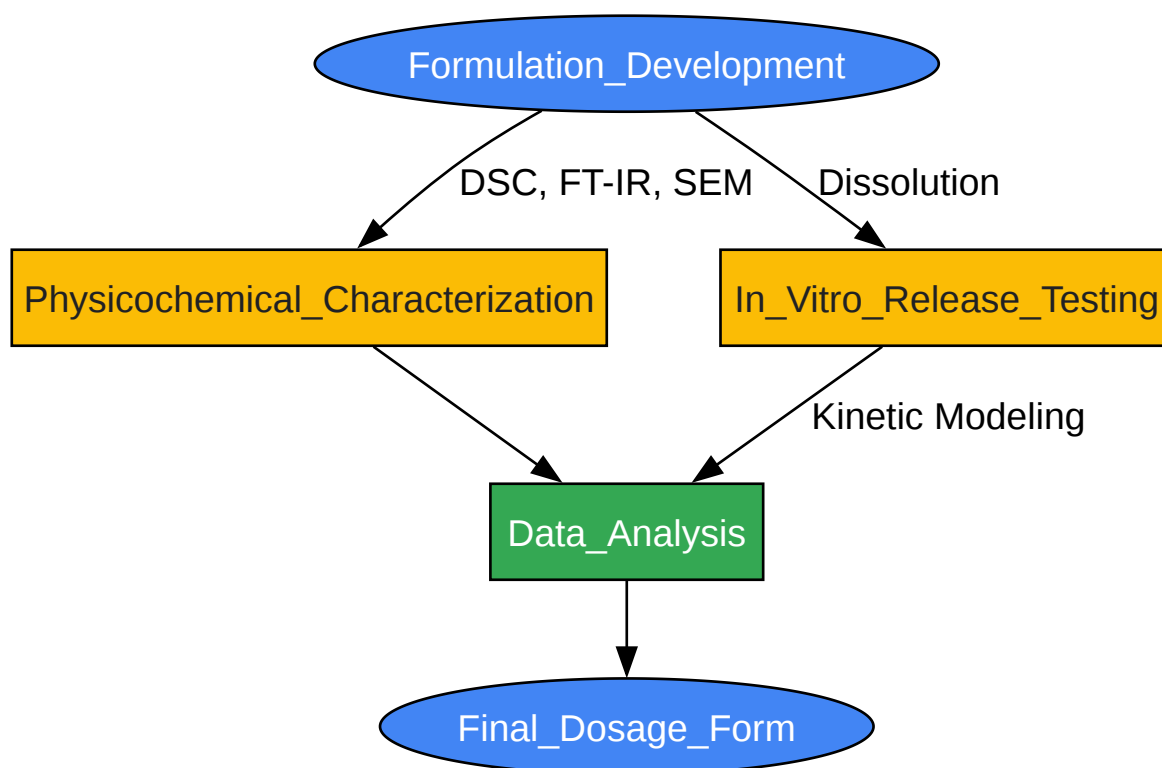 Formulation_Development
DSC, FT-IR, SEM
Dissolution
Physicochemical_Characterization
In_Vitro_Release_Testing
Kinetic Modeling
Data_Analysis
Final_Dosage_Form